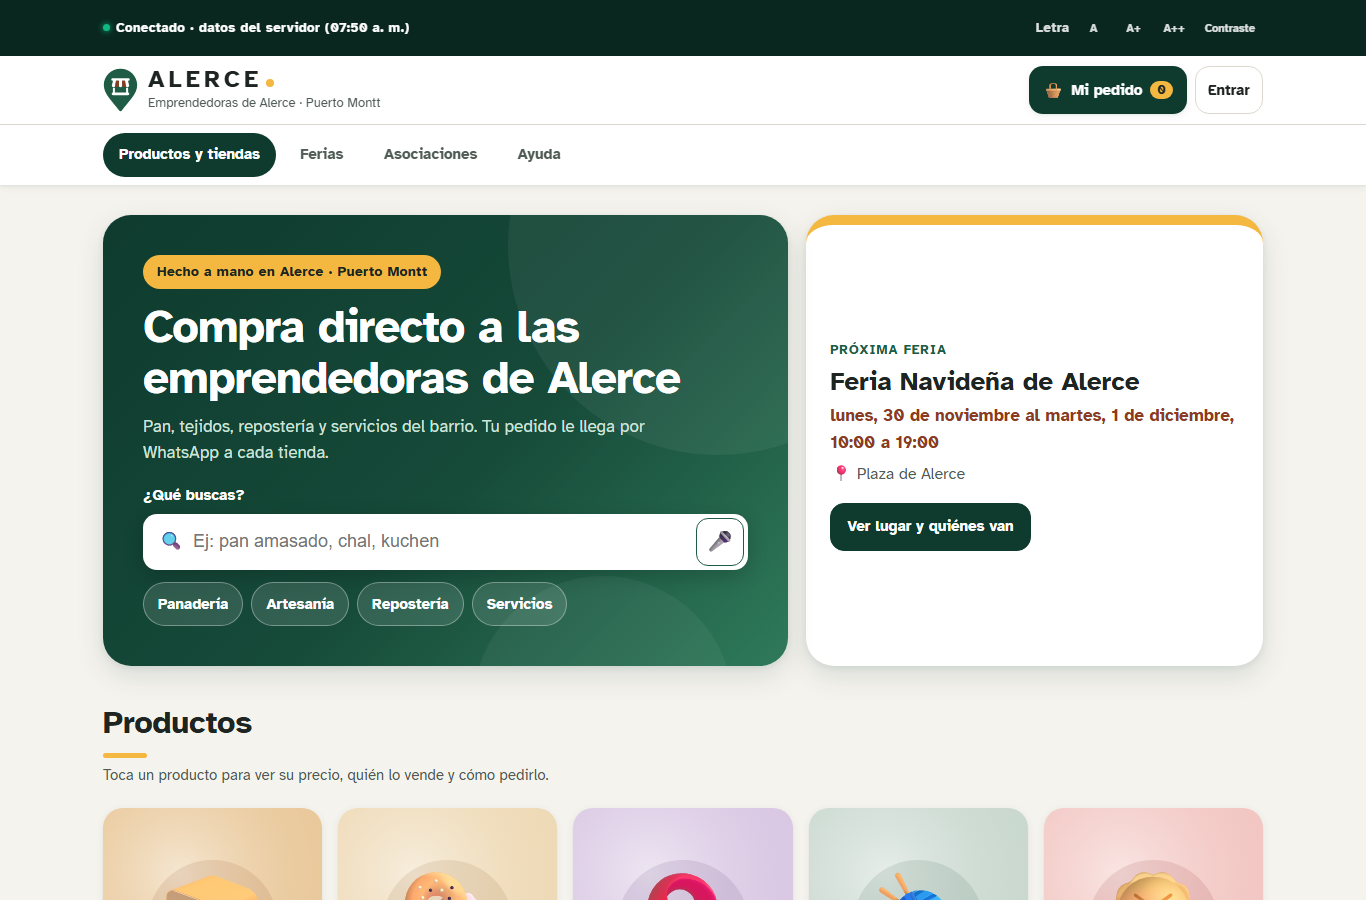 Conectado · datos del servidor (07:50 a. m.)
Letra A A+ A++ Contraste
ALERCE
Emprendedoras de Alerce · Puerto Montt
Mi pedido 0
Entrar
Productos y tiendas Ferias Asociaciones Ayuda
Hecho a mano en Alerce · Puerto Montt
Compra directo a las
emprendedoras de Alerce
Pan, tejidos, repostería y servicios del barrio. Tu pedido le llega por
WhatsApp a cada tienda.
¿Qué buscas?
Ej: pan amasado, chal, kuchen
Panadería Artesanía Repostería Servicios
PRÓXIMA FERIA
Feria Navideña de Alerce
lunes, 30 de noviembre al martes, 1 de diciembre,
10:00 a 19:00
Plaza de Alerce
Ver lugar y quiénes van
Productos
Toca un producto para ver su precio, quién lo vende y cómo pedirlo.